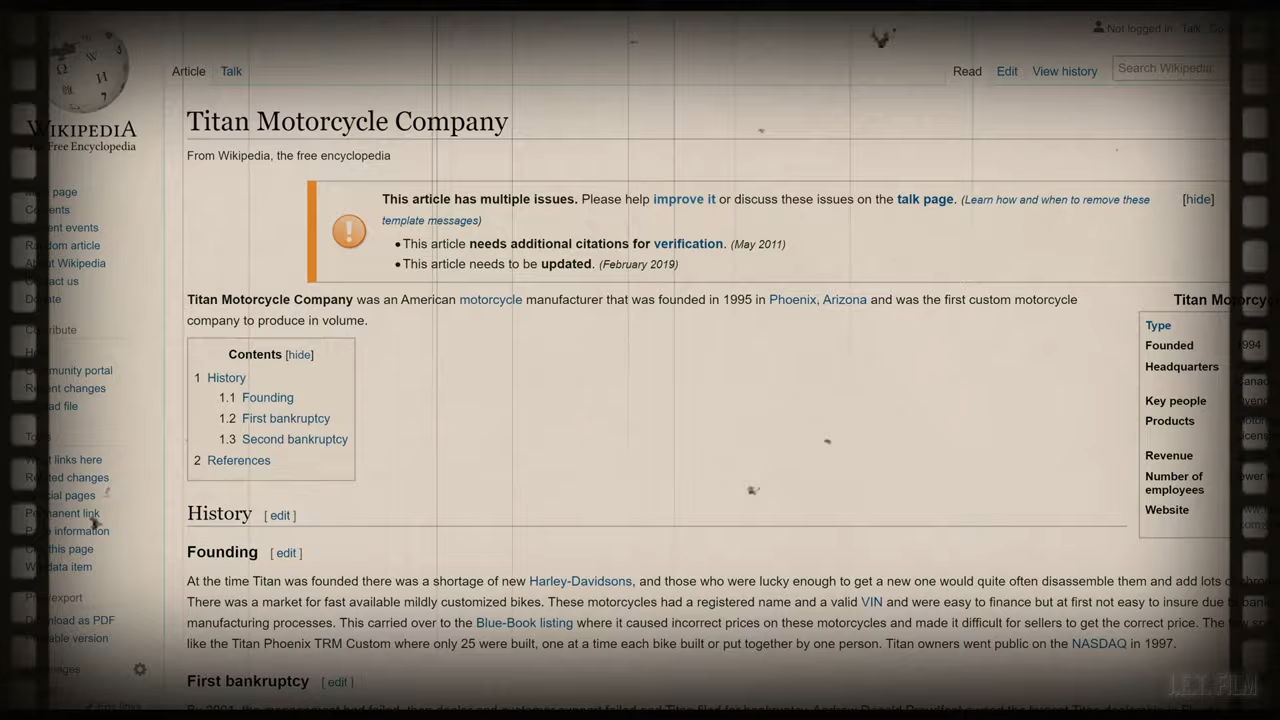 Not logged in Talk
Article Talk
Read Edit View history
Search Wikipedia
WIKIPEDIA
Free Encyclopedia
Titan Motorcycle Company
From Wikipedia, the free encyclopedia
This article has multiple issues. Please help improve it or discuss these issues on the talk page. (Learn how and when to remove these
[hide]
template messages)
• This article needs additional citations for verification. (May 2011)
• This article needs to be updated. (February 2019)
page
events
Random article
About Wikipedia
Titan Motorcycle Company was an American motorcycle manufacturer that was founded in 1995 in Phoenix, Arizona and was the first custom motorcycle
company to produce in volume.
Titan
Type
Founded 1994
Headquarters
Key people
Products
Revenue
Number of
employees
Website
Contents [hide]
1 History
1.1 Founding
1.2 First bankruptcy
1.3 Second bankruptcy
2 References
portal
changes
file
links here
Related changes
pages
Permanent link
information
this page
item
Download as PDF
version
History [ edit ]
Founding [ edit ]
At the time Titan was founded there was a shortage of new Harley-Davidsons, and those who were lucky enough to get a new one would quite often disassemble them and add lots
There was a market for fast available mildly customized bikes. These motorcycles had a registered name and a valid VIN and were easy to finance but at first not easy to insure due
manufacturing processes. This carried over to the Blue-Book listing where it caused incorrect prices on these motorcycles and made it difficult for sellers to get the correct price. The
like the Titan Phoenix TRM Custom where only 25 were built, one at a time each bike built or put together by one person. Titan owners went public on the NASDAQ in 1997.
First bankruptcy [ edit ]
J.E.T. FILM